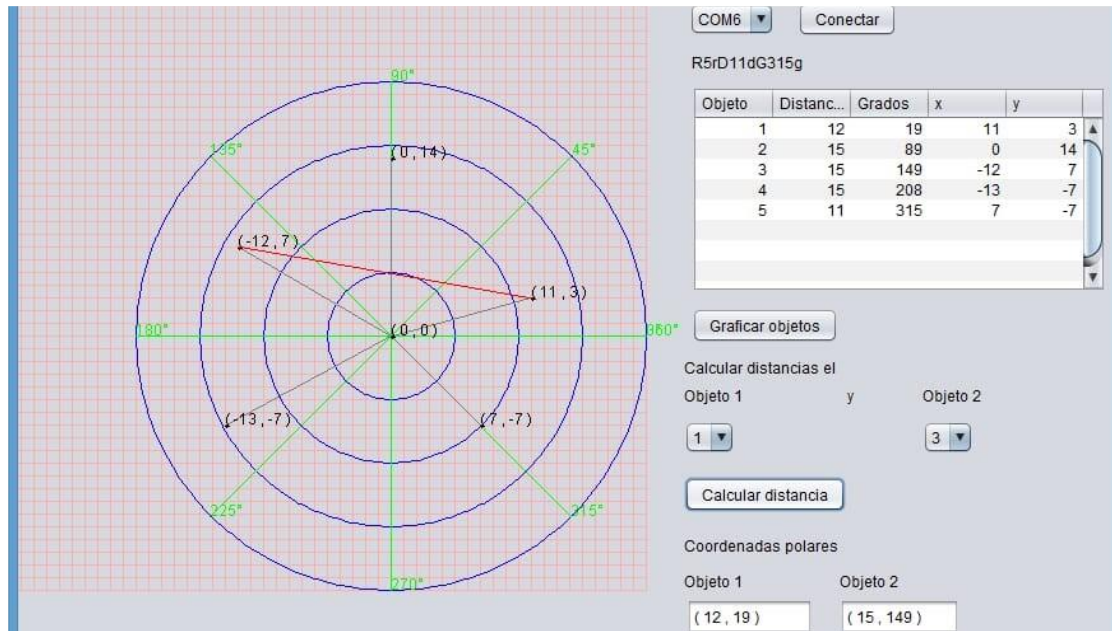 90°
135°
(0,14)
45°
(-12,7)
(11,3)
180°
(0,0)
(-13,-7)
(7,-7)
225°
315°
270°
COM6
Conectar
R5rD11dG315g
Objeto Distanc... Grados x y
1 12 19 11 3
2 15 89 0 14
3 15 149 -12 7
4 15 208 -13 -7
5 11 315 7 -7
Graficar objetos
Calcular distancias el
Objeto 1 y Objeto 2
1 3
Calcular distancia
Coordenadas polares
Objeto 1 Objeto 2
(12,19) (15,149)